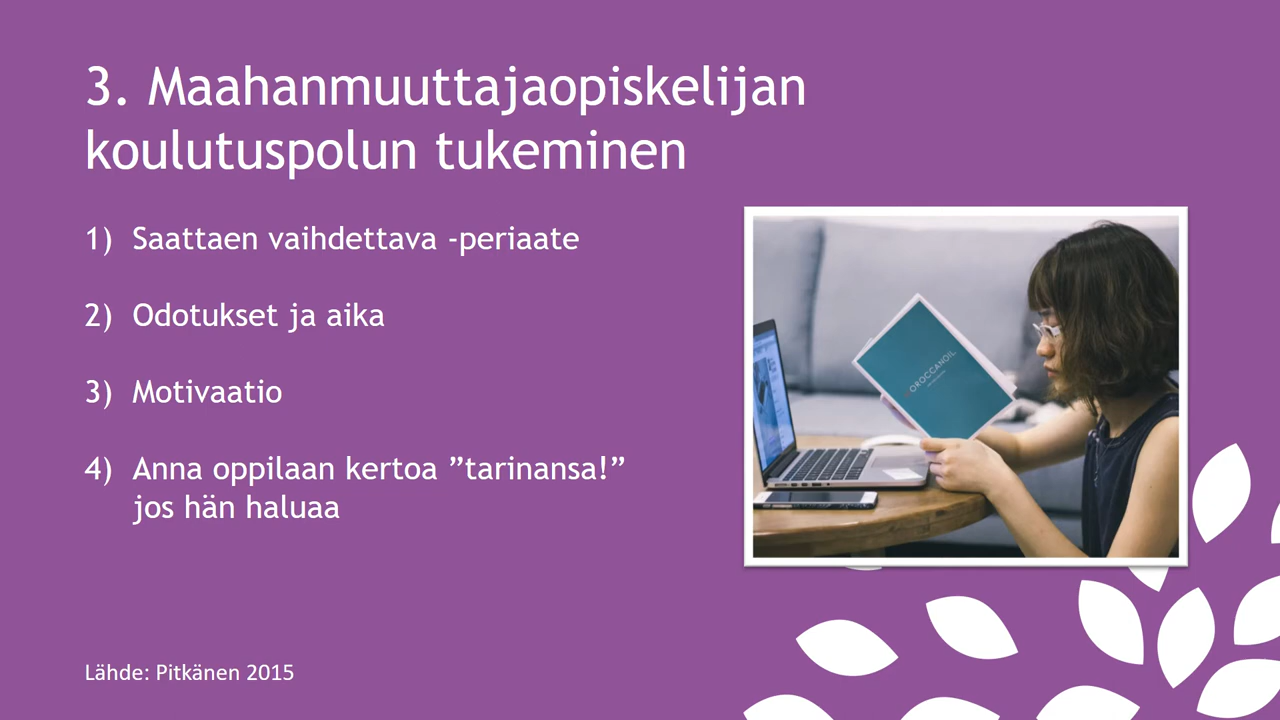 3. Maahanmuuttajaopiskelijan
koulutuspolun tukeminen
1) Saattaen vaihdettava -periaate
2) Odotukset ja aika
3) Motivaatio
4) Anna oppilaan kertoa ”tarinansa!”
jos hän haluaa
OROCCANOIL
Lähde: Pitkänen 2015